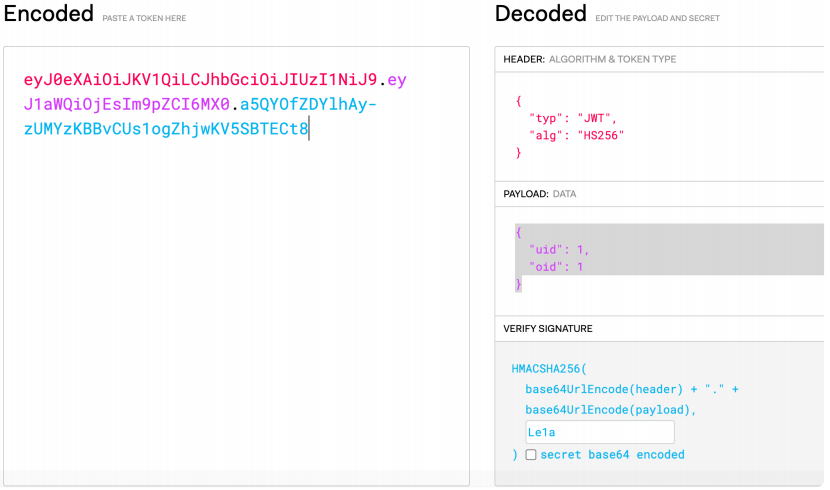 Encoded PASTE A TOKEN HERE
eyJ0eXAiOiJKV1QiLCJhbGciOiJIUzI1NiJ9.ey
J1aWQiOjEsIm9pZCI6MX0.a5QYOfZDYlhAy-
zUMYzKBBvCUs1ogZhjwKV5SBTECt8
Decoded EDIT THE PAYLOAD AND SECRET
HEADER: ALGORITHM & TOKEN TYPE
{
"typ": "JWT",
"alg": "HS256"
}
PAYLOAD: DATA
{
"uid": 1,
"oid": 1
}
VERIFY SIGNATURE
HMACSHA256(
base64UrlEncode(header) + "." +
base64UrlEncode(payload),
Le1a
) secret base64 encoded